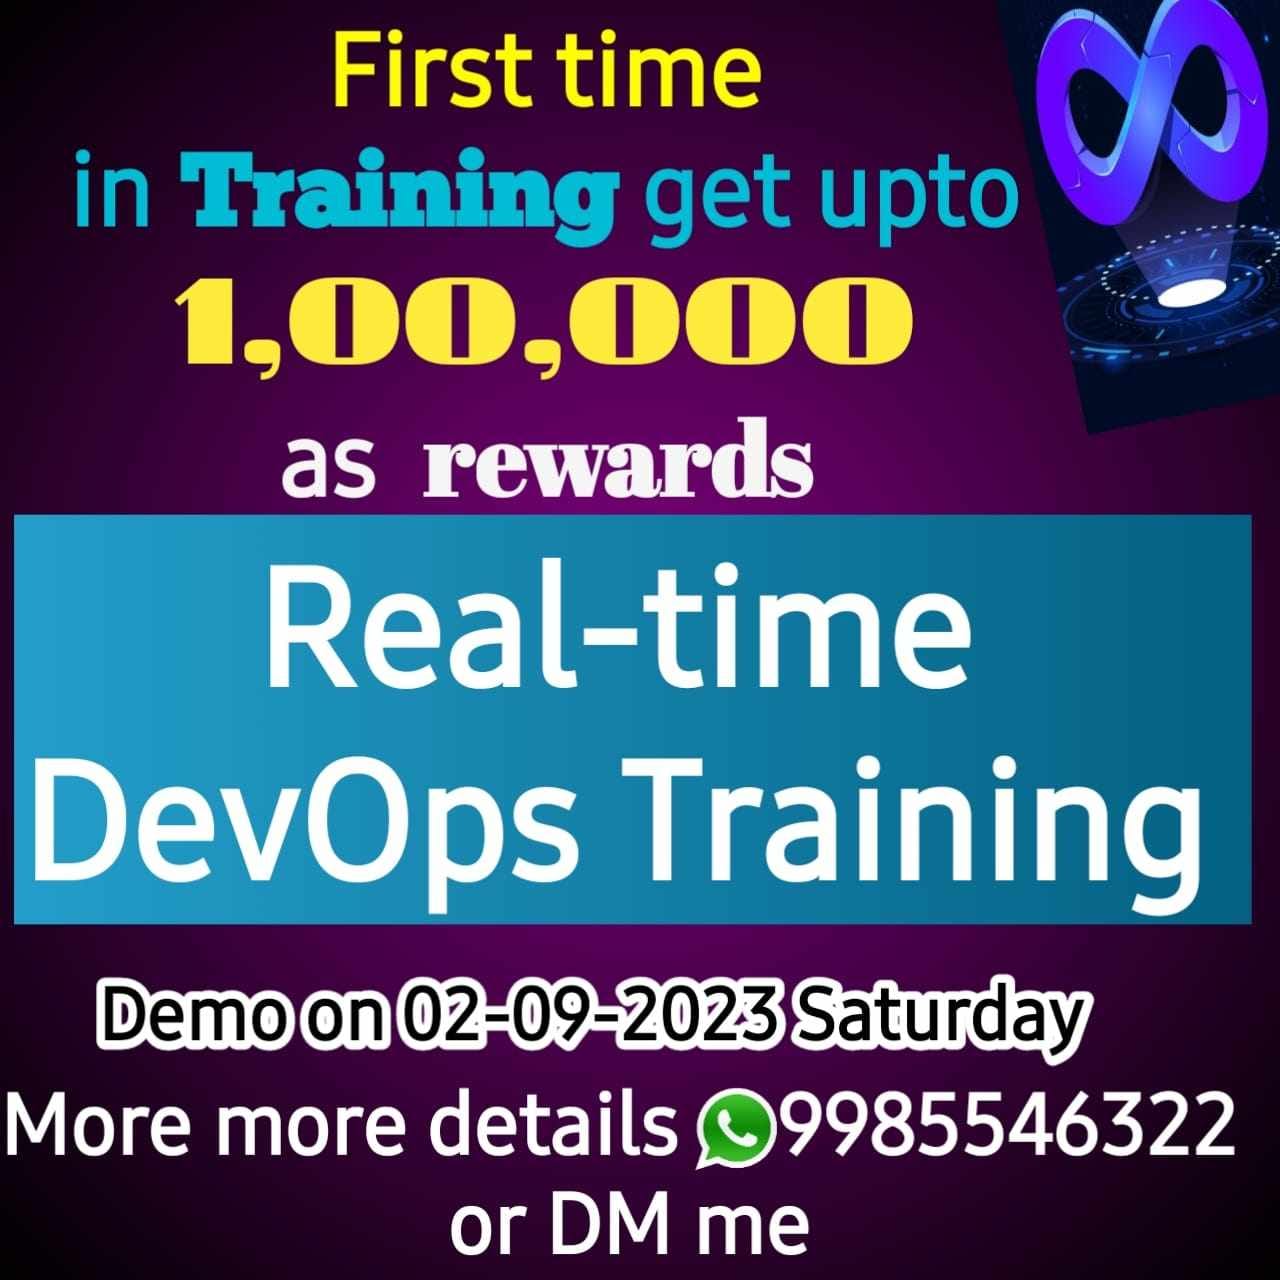 First time
in Training get upto
1,00,000
as rewards
Real-time
DevOps Training
Demo on 02-09-2023 Saturday
More more details 9985546322
or DM me